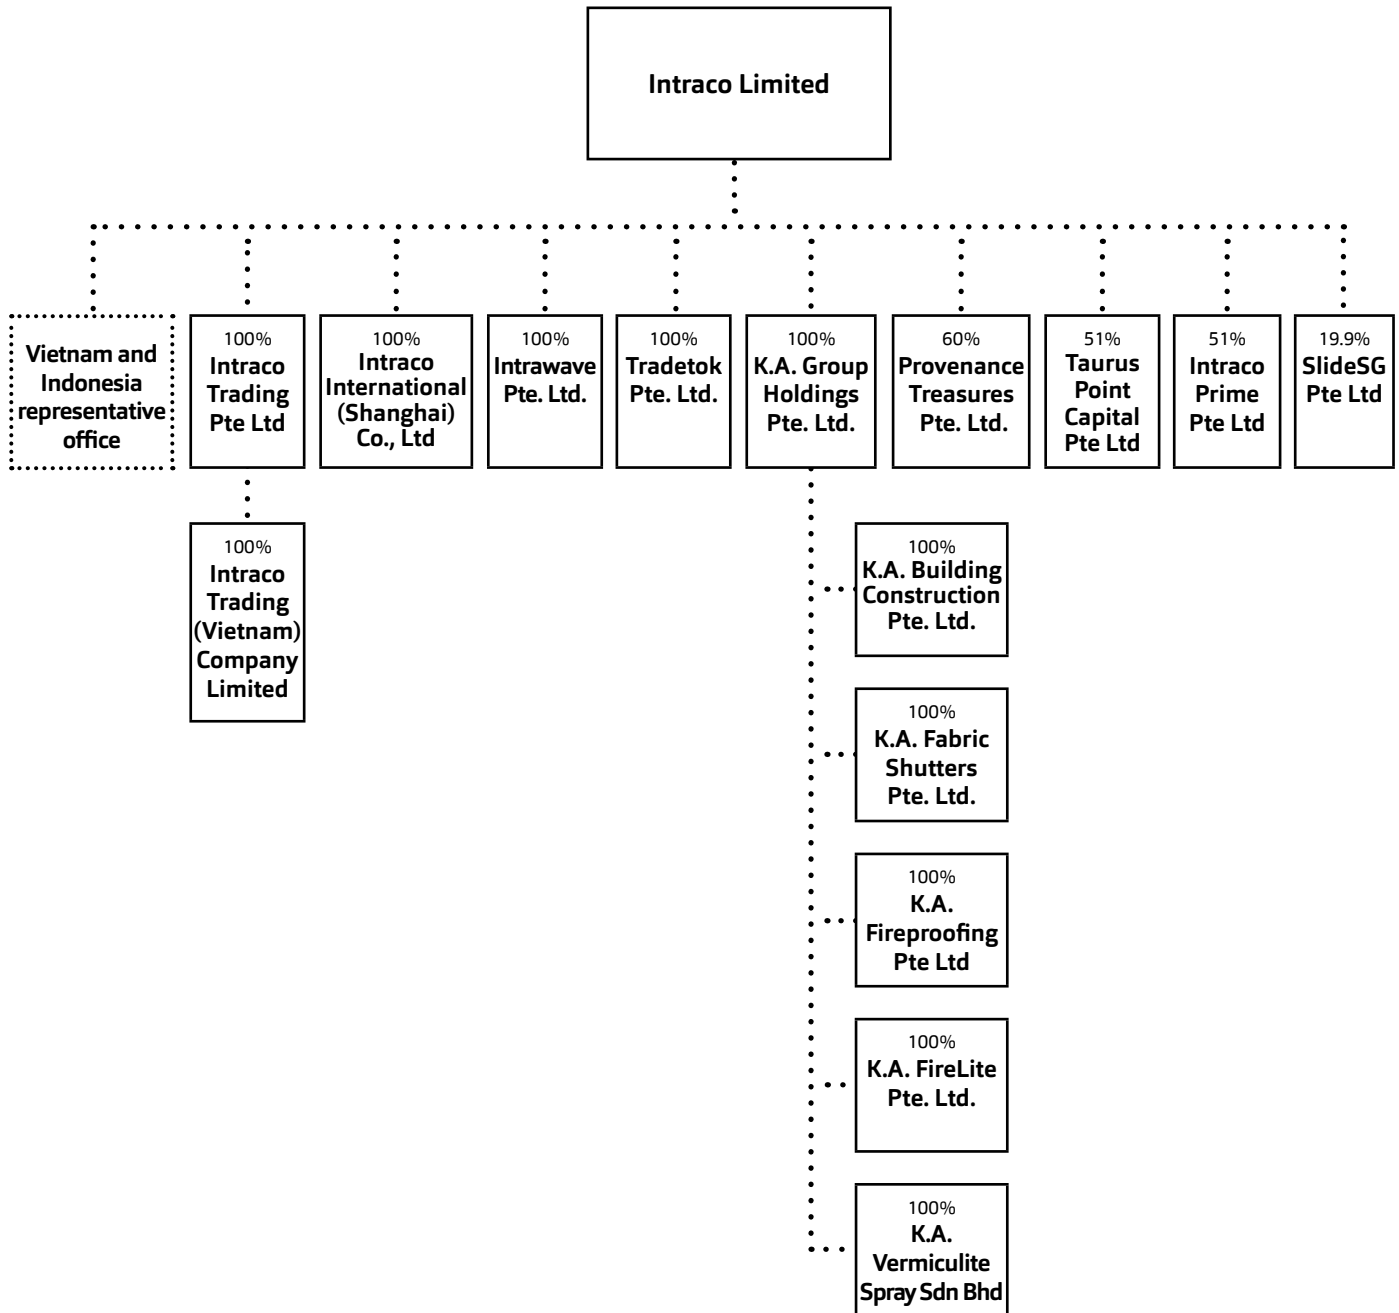 Intraco Limited
Vietnam and
Indonesia
representative
office
100%
Intraco
Trading
Pte Ltd
100%
Intraco
International
(Shanghai)
Co., Ltd
100%
Intrawave
Pte. Ltd.
100%
Tradetok
Pte. Ltd.
100%
K.A. Group
Holdings
Pte. Ltd.
60%
Provenance
Treasures
Pte. Ltd.
51%
Taurus
Point
Capital
Pte Ltd
51%
Intraco
Prime
Pte Ltd
19.9%
SlideSG
Pte Ltd
100%
Intraco
Trading
(Vietnam)
Company
Limited
100%
K.A. Building
Construction
Pte. Ltd.
100%
K.A. Fabric
Shutters
Pte. Ltd.
100%
K.A.
Fireproofing
Pte Ltd
100%
K.A. FireLite
Pte. Ltd.
100%
K.A.
Vermiculite
Spray Sdn Bhd